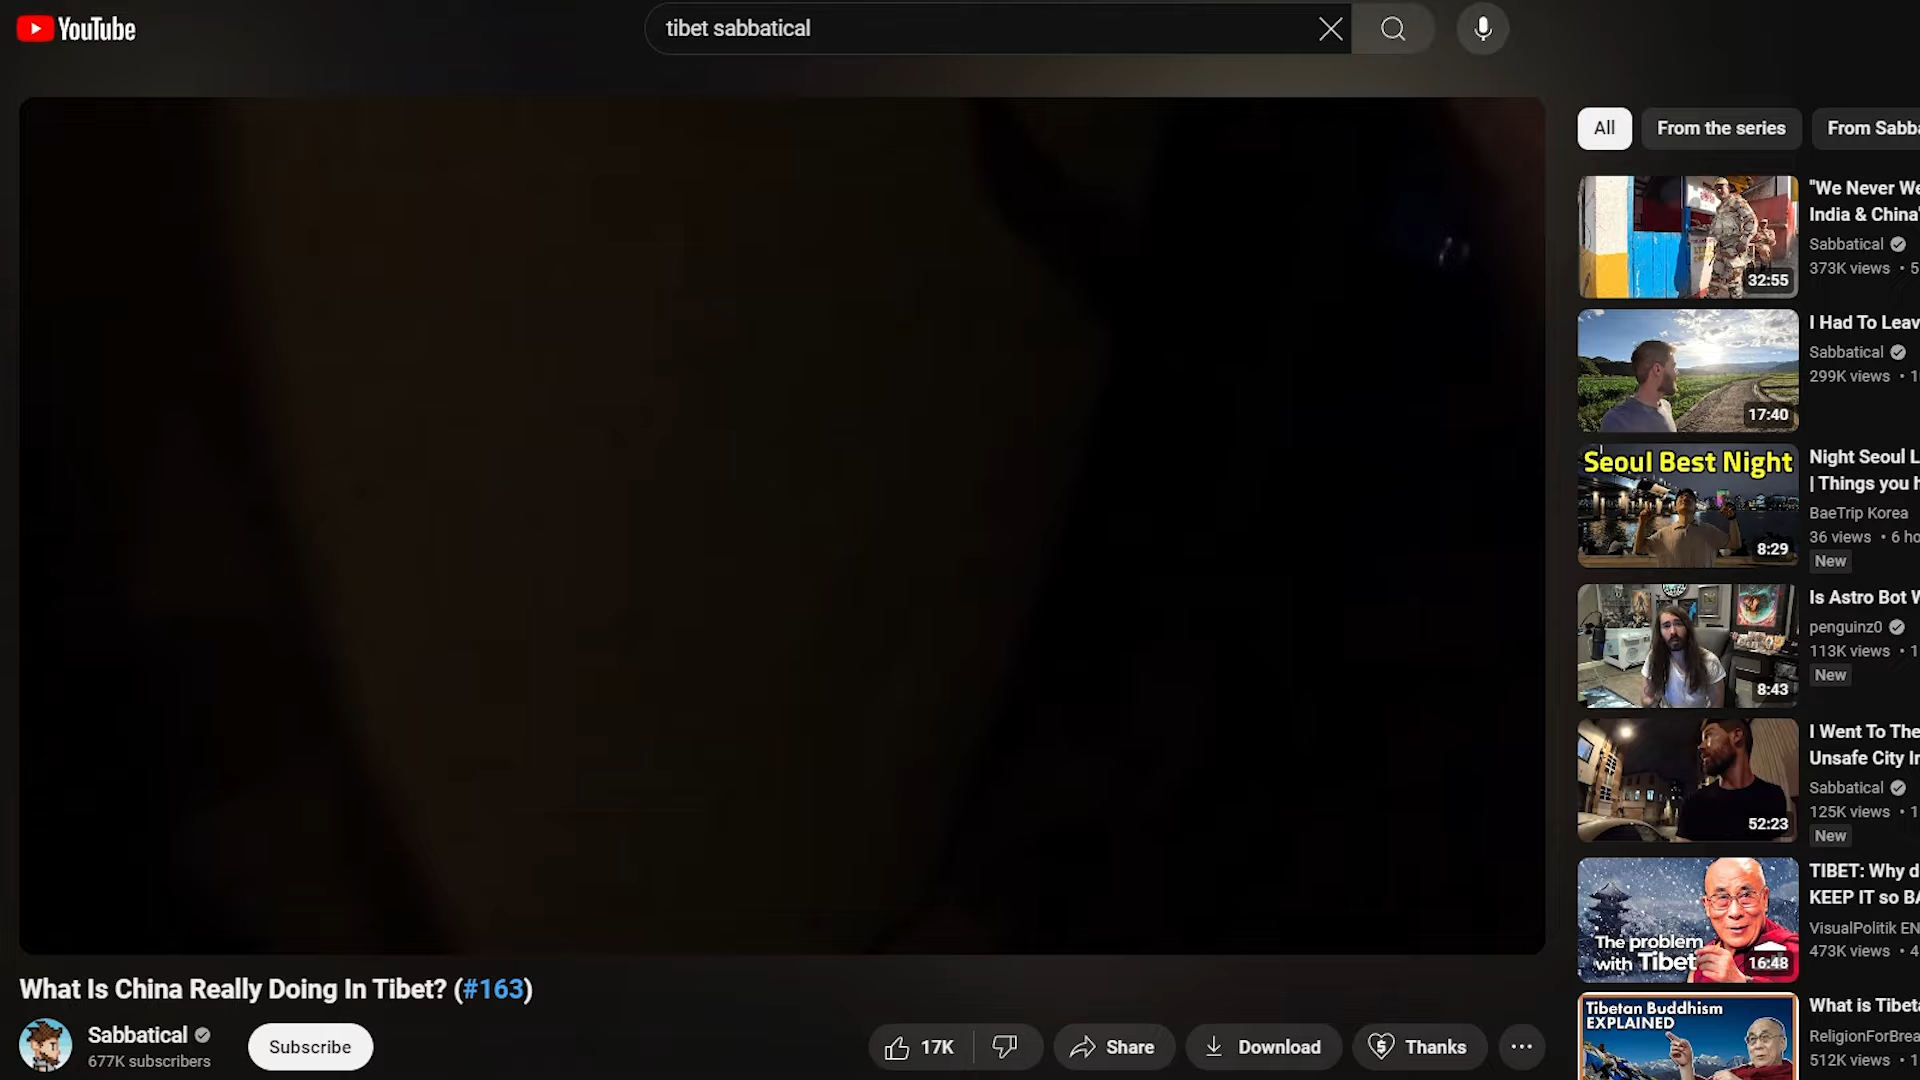 YouTube
tibet sabbatical
All
From the series
From Sabba
"We Never We
India & China"
Sabbatical
373K views • 5
32:55
I Had To Leav
Sabbatical
299K views • 1
17:40
Seoul Best Night
8:29
Night Seoul L
| Things you h
BaeTrip Korea
36 views • 6 ho
New
Is Astro Bot W
penguinz0
113K views • 1
New
8:43
I Went To The
Unsafe City In
Sabbatical
125K views • 1
New
52:23
The problem
with Tibet
16:48
TIBET: Why d
KEEP IT so BA
VisualPolitik EN
473K views • 4
Tibetan Buddhism
EXPLAINED
What is Tibeta
ReligionForBrea
512K views • 1
What Is China Really Doing In Tibet? (#163)
Sabbatical
677K subscribers
Subscribe
17K
Share
Download
Thanks